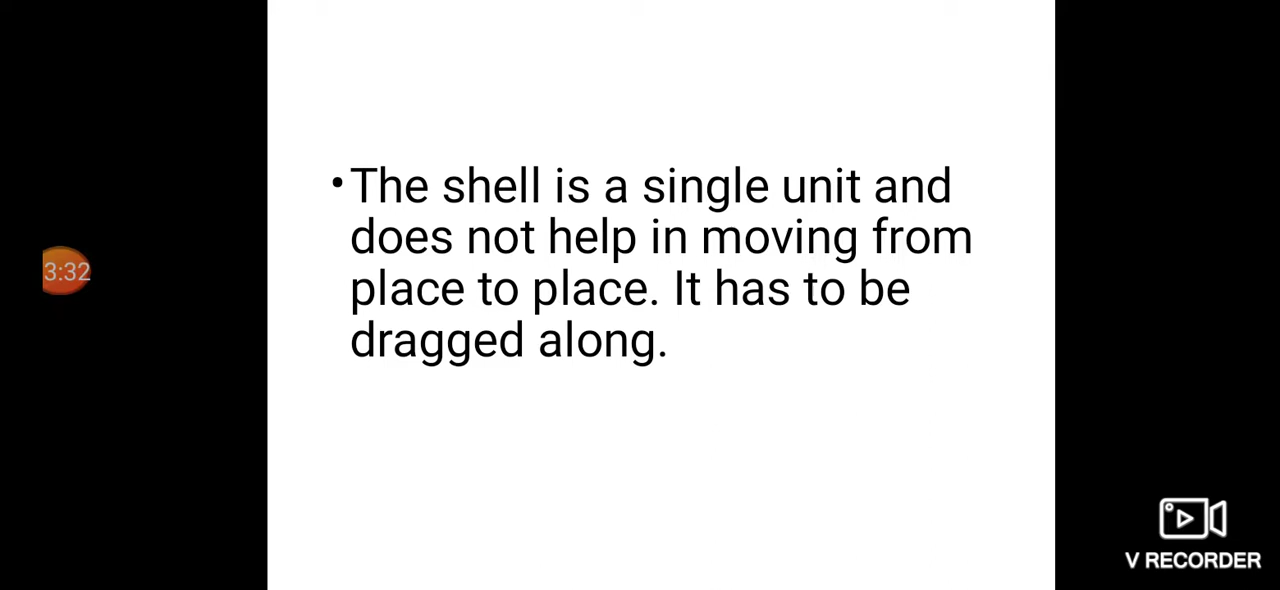 •The shell is a single unit and
does not help in moving from
place to place. It has to be
dragged along.
3:32
V RECORDER